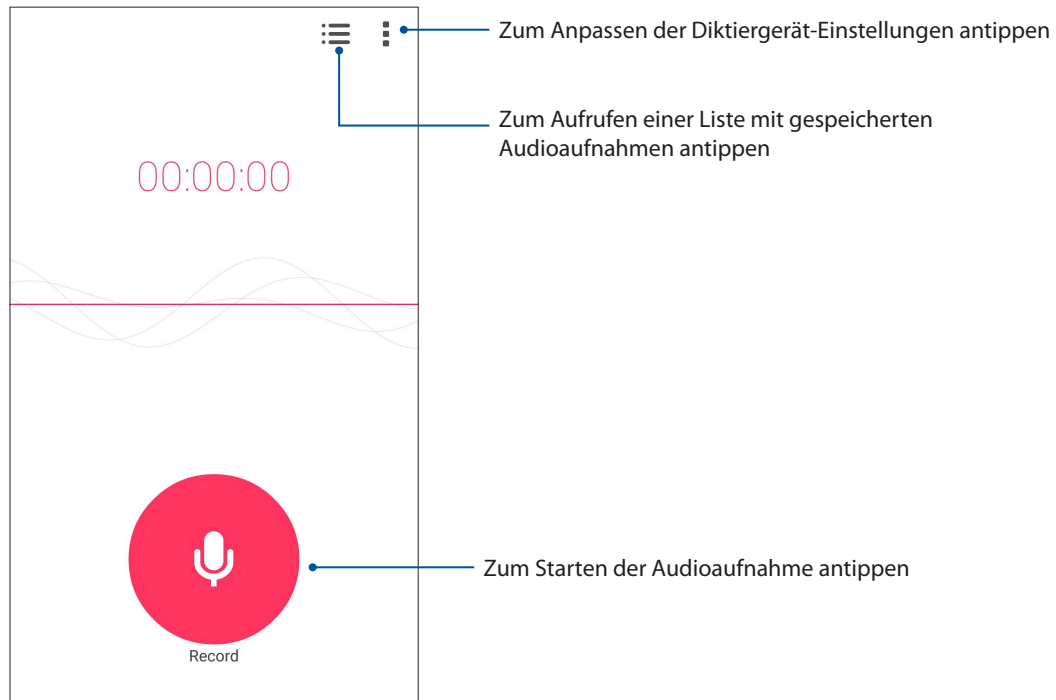 Zum Anpassen der Diktiergerät-Einstellungen antippen
Zum Aufrufen einer Liste mit gespeicherten
Audioaufnahmen antippen
00:00:00
Zum Starten der Audioaufnahme antippen
Record